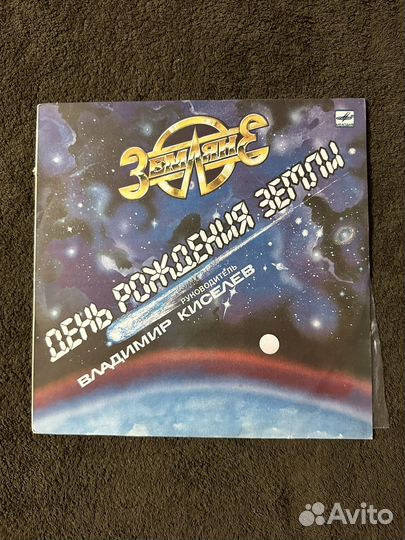 Земляне
ДЕНЬ РОЖДЕНИЯ ЗЕМЛИ
РУКОВОДИТЕЛЬ
ВЛАДИМИР КИСЕЛЕВ
Avito